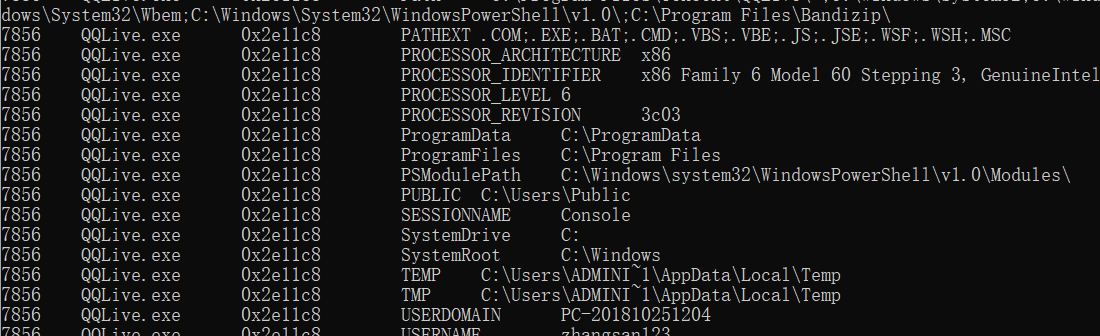 dows\System32\Wbem;C:\Windows\System32\WindowsPowerShell\v1.0\;C:\Program Files\Bandizip\
7856 QQLive.exe 0x2e11c8 PATHEXT .COM;.EXE;.BAT;.CMD;.VBS;.VBE;.JS;.JSE;.WSF;.WSH;.MSC
7856 QQLive.exe 0x2e11c8 PROCESSOR_ARCHITECTURE x86
7856 QQLive.exe 0x2e11c8 PROCESSOR_IDENTIFIER x86 Family 6 Model 60 Stepping 3, GenuineIntel
7856 QQLive.exe 0x2e11c8 PROCESSOR_LEVEL 6
7856 QQLive.exe 0x2e11c8 PROCESSOR_REVISION 3c03
7856 QQLive.exe 0x2e11c8 ProgramData C:\ProgramData
7856 QQLive.exe 0x2e11c8 ProgramFiles C:\Program Files
7856 QQLive.exe 0x2e11c8 PSModulePath C:\Windows\system32\WindowsPowerShell\v1.0\Modules\
7856 QQLive.exe 0x2e11c8 PUBLIC C:\Users\Public
7856 QQLive.exe 0x2e11c8 SESSIONNAME Console
7856 QQLive.exe 0x2e11c8 SystemDrive C:
7856 QQLive.exe 0x2e11c8 SystemRoot C:\Windows
7856 QQLive.exe 0x2e11c8 TEMP C:\Users\ADMINI~1\AppData\Local\Temp
7856 QQLive.exe 0x2e11c8 TMP C:\Users\ADMINI~1\AppData\Local\Temp
7856 QQLive.exe 0x2e11c8 USERDOMAIN PC-201810251204
7856 QQLive.exe 0x2e11c8 USERNAME zhangsan123